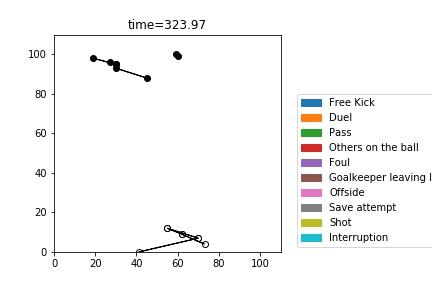 time=323.97
100
80
60
40
20
0
0 20 40 60 80 100
Free Kick
Duel
Pass
Others on the ball
Foul
Goalkeeper leaving l
Offside
Save attempt
Shot
Interruption